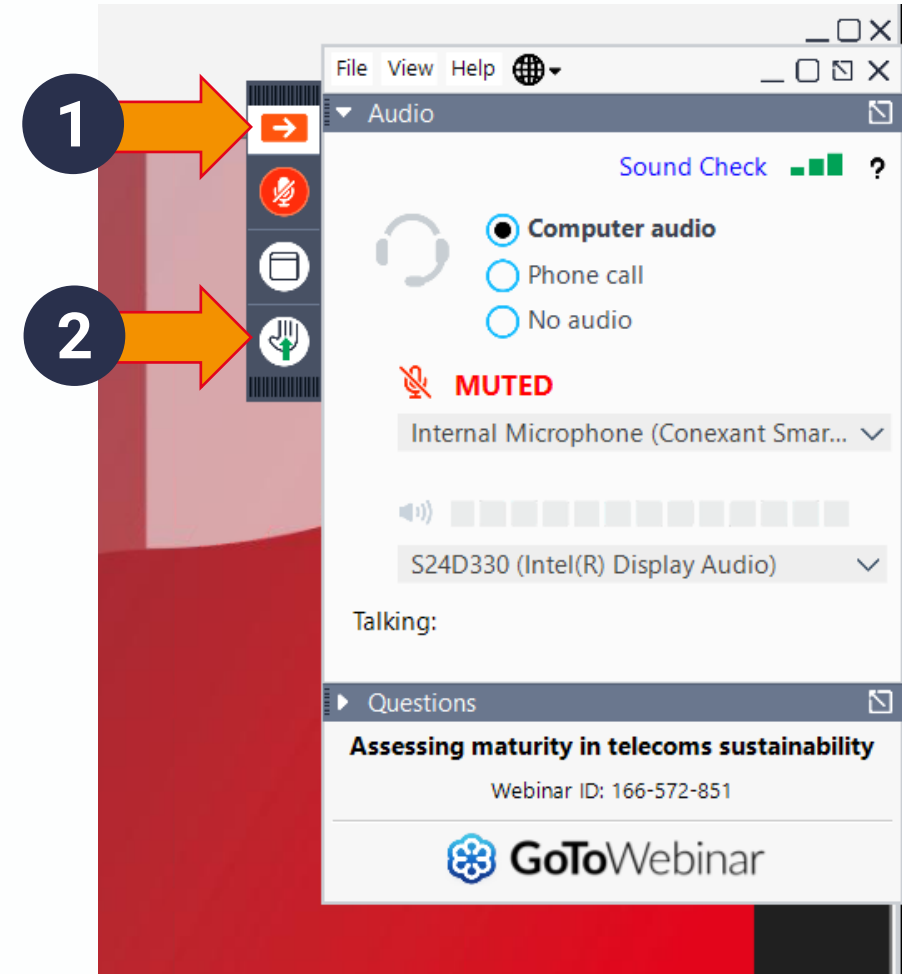 File View Help
1
Audio
Sound Check ?
Computer audio
Phone call
2
No audio
MUTED
Internal Microphone (Conexant Smar...
S24D330 (Intel(R) Display Audio)
Talking:
Questions
Assessing maturity in telecoms sustainability
Webinar ID: 166-572-851
GoToWebinar